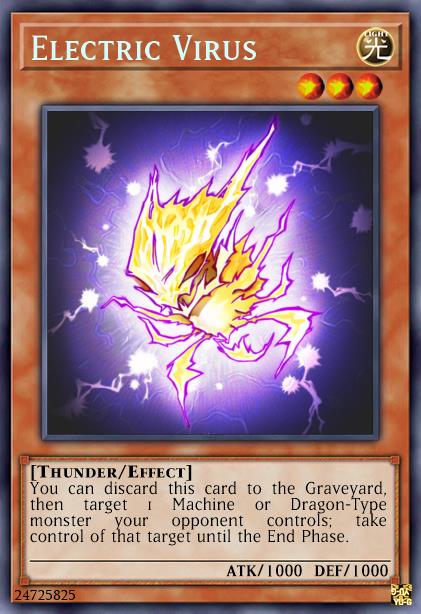 Electric Virus
LIGHT
光
[Thunder/Effect]
You can discard this card to the Graveyard,
then target 1 Machine or Dragon-Type
monster your opponent controls; take
control of that target until the End Phase.
ATK/1000 DEF/1000
24725825